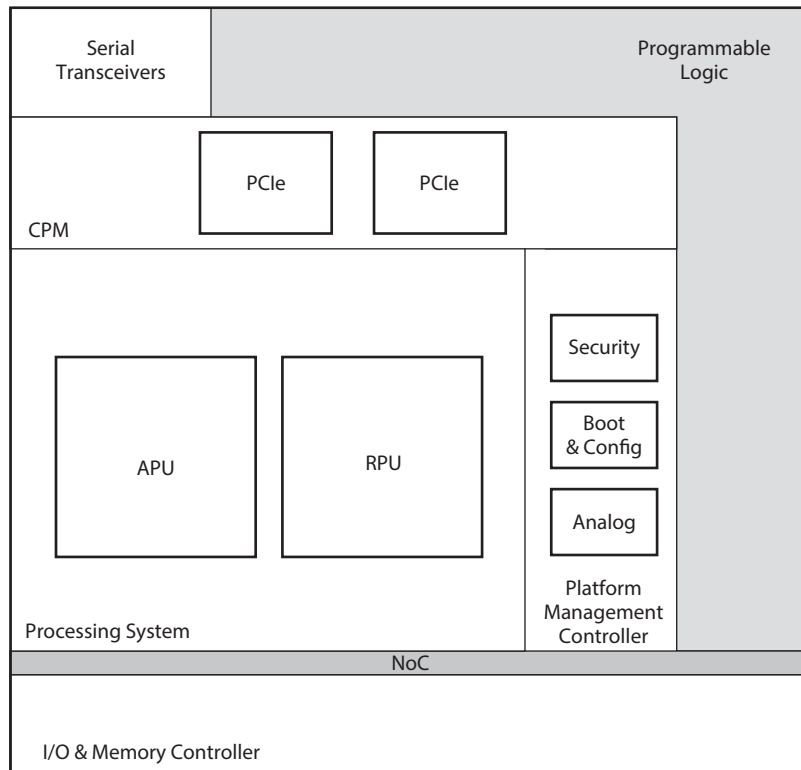 Serial
Transceivers
Programmable
Logic
PCIe
PCIe
CPM
Security
Boot
& Config
APU
RPU
Analog
Platform
Management
Controller
Processing System
NoC
I/O & Memory Controller